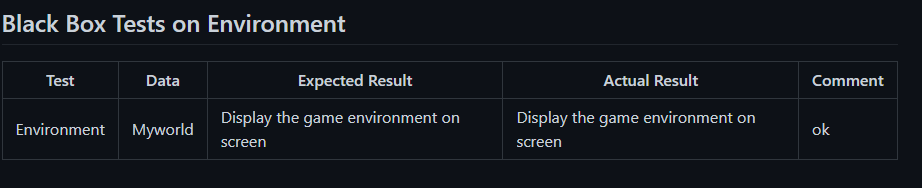 Black Box Tests on Environment
Test Data Expected Result Actual Result Comment
Environment Myworld Display the game environment on screen Display the game environment on screen ok